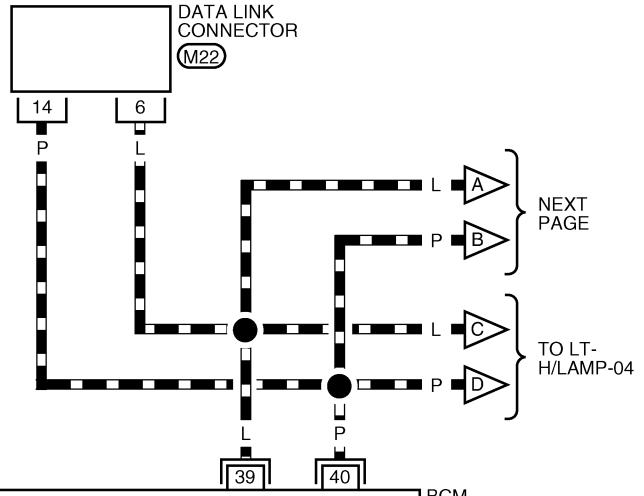 DATA LINK
CONNECTOR
M22
14
6
P
L
L
A
P
B
NEXT
PAGE
L
C
P
D
TO LT-
H/LAMP-04
L
P
39
40
BCM